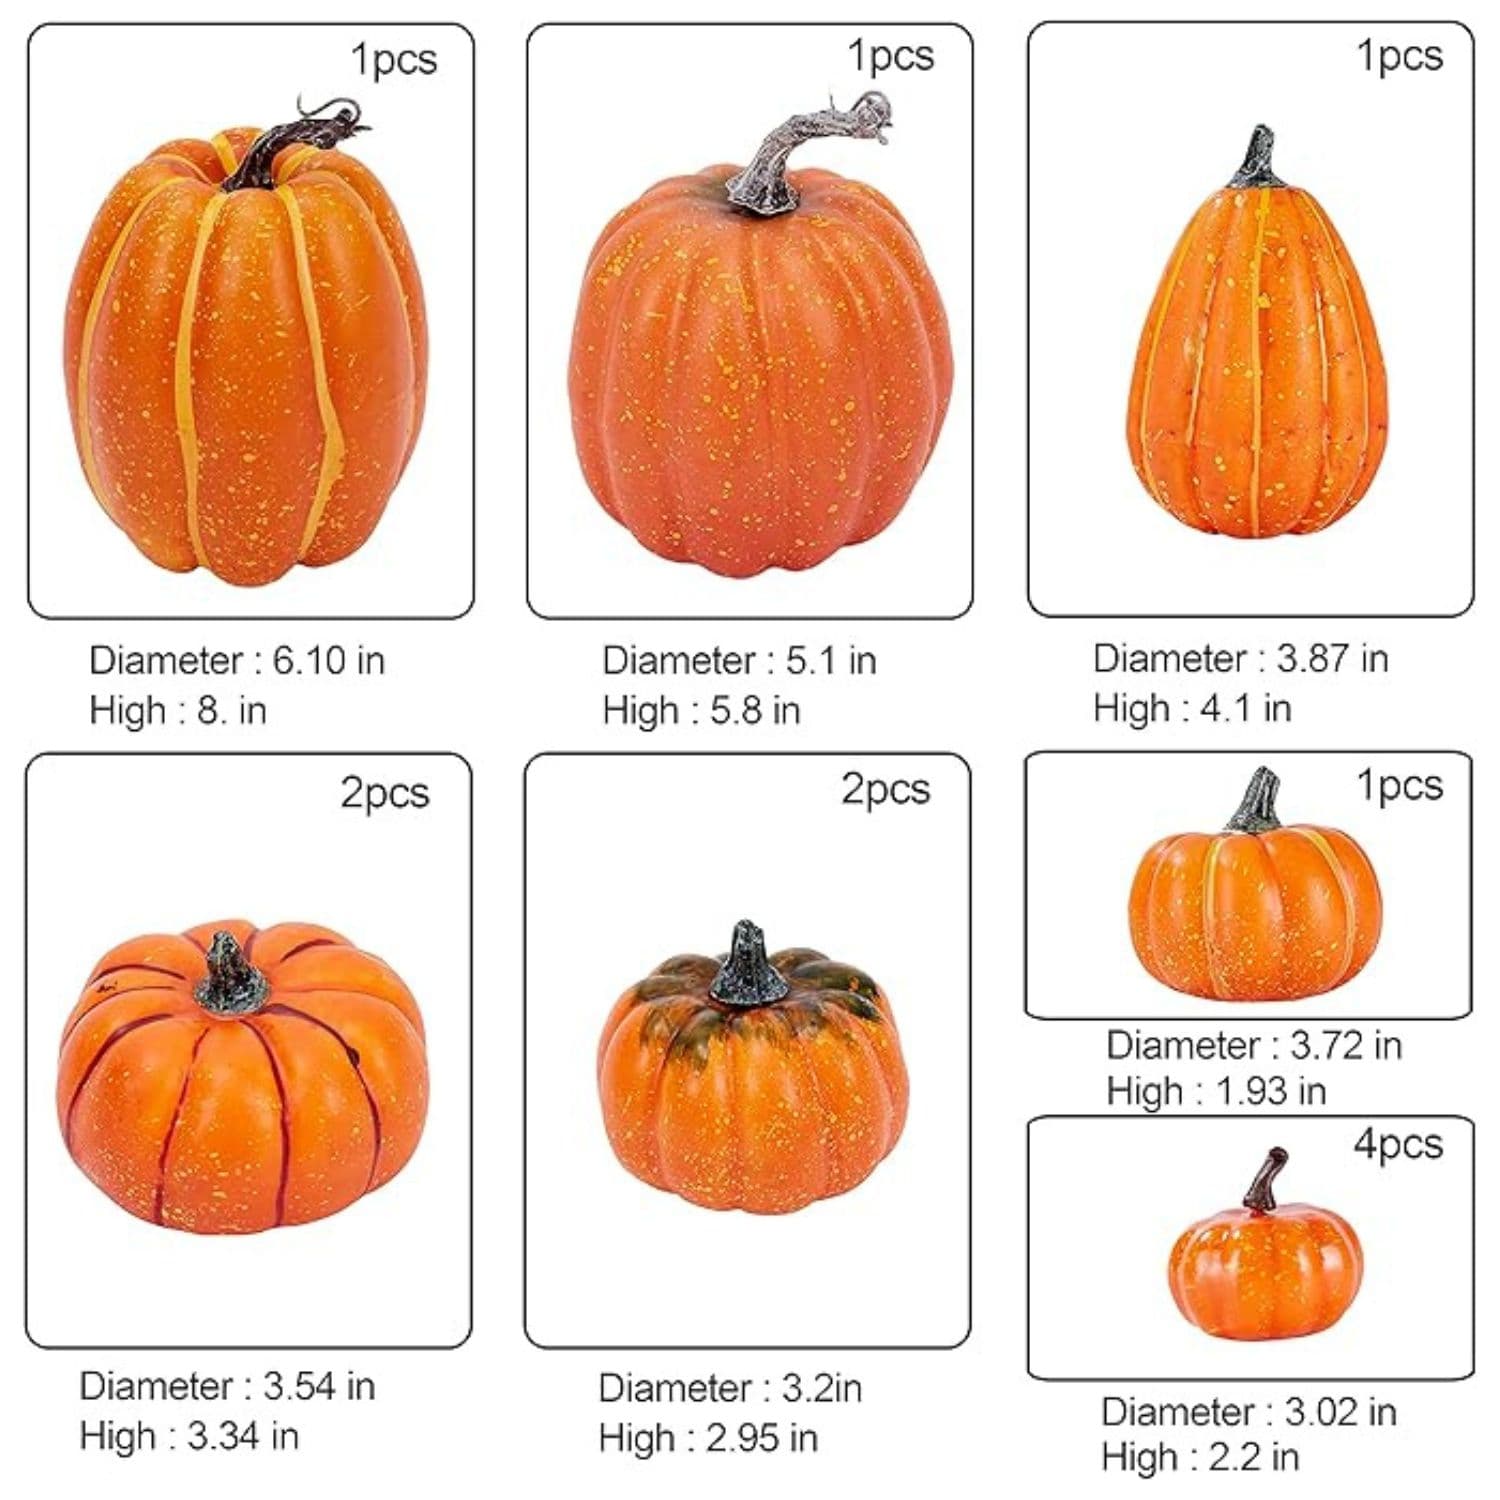 1pcs
1pcs
1pcs
Diameter : 6.10 in
High : 8. in
Diameter : 5.1 in
High : 5.8 in
Diameter : 3.87 in
High : 4.1 in
2pcs
2pcs
1pcs
Diameter : 3.72 in
High : 1.93 in
4pcs
Diameter : 3.54 in
High : 3.34 in
Diameter : 3.2in
High : 2.95 in
Diameter : 3.02 in
High : 2.2 in